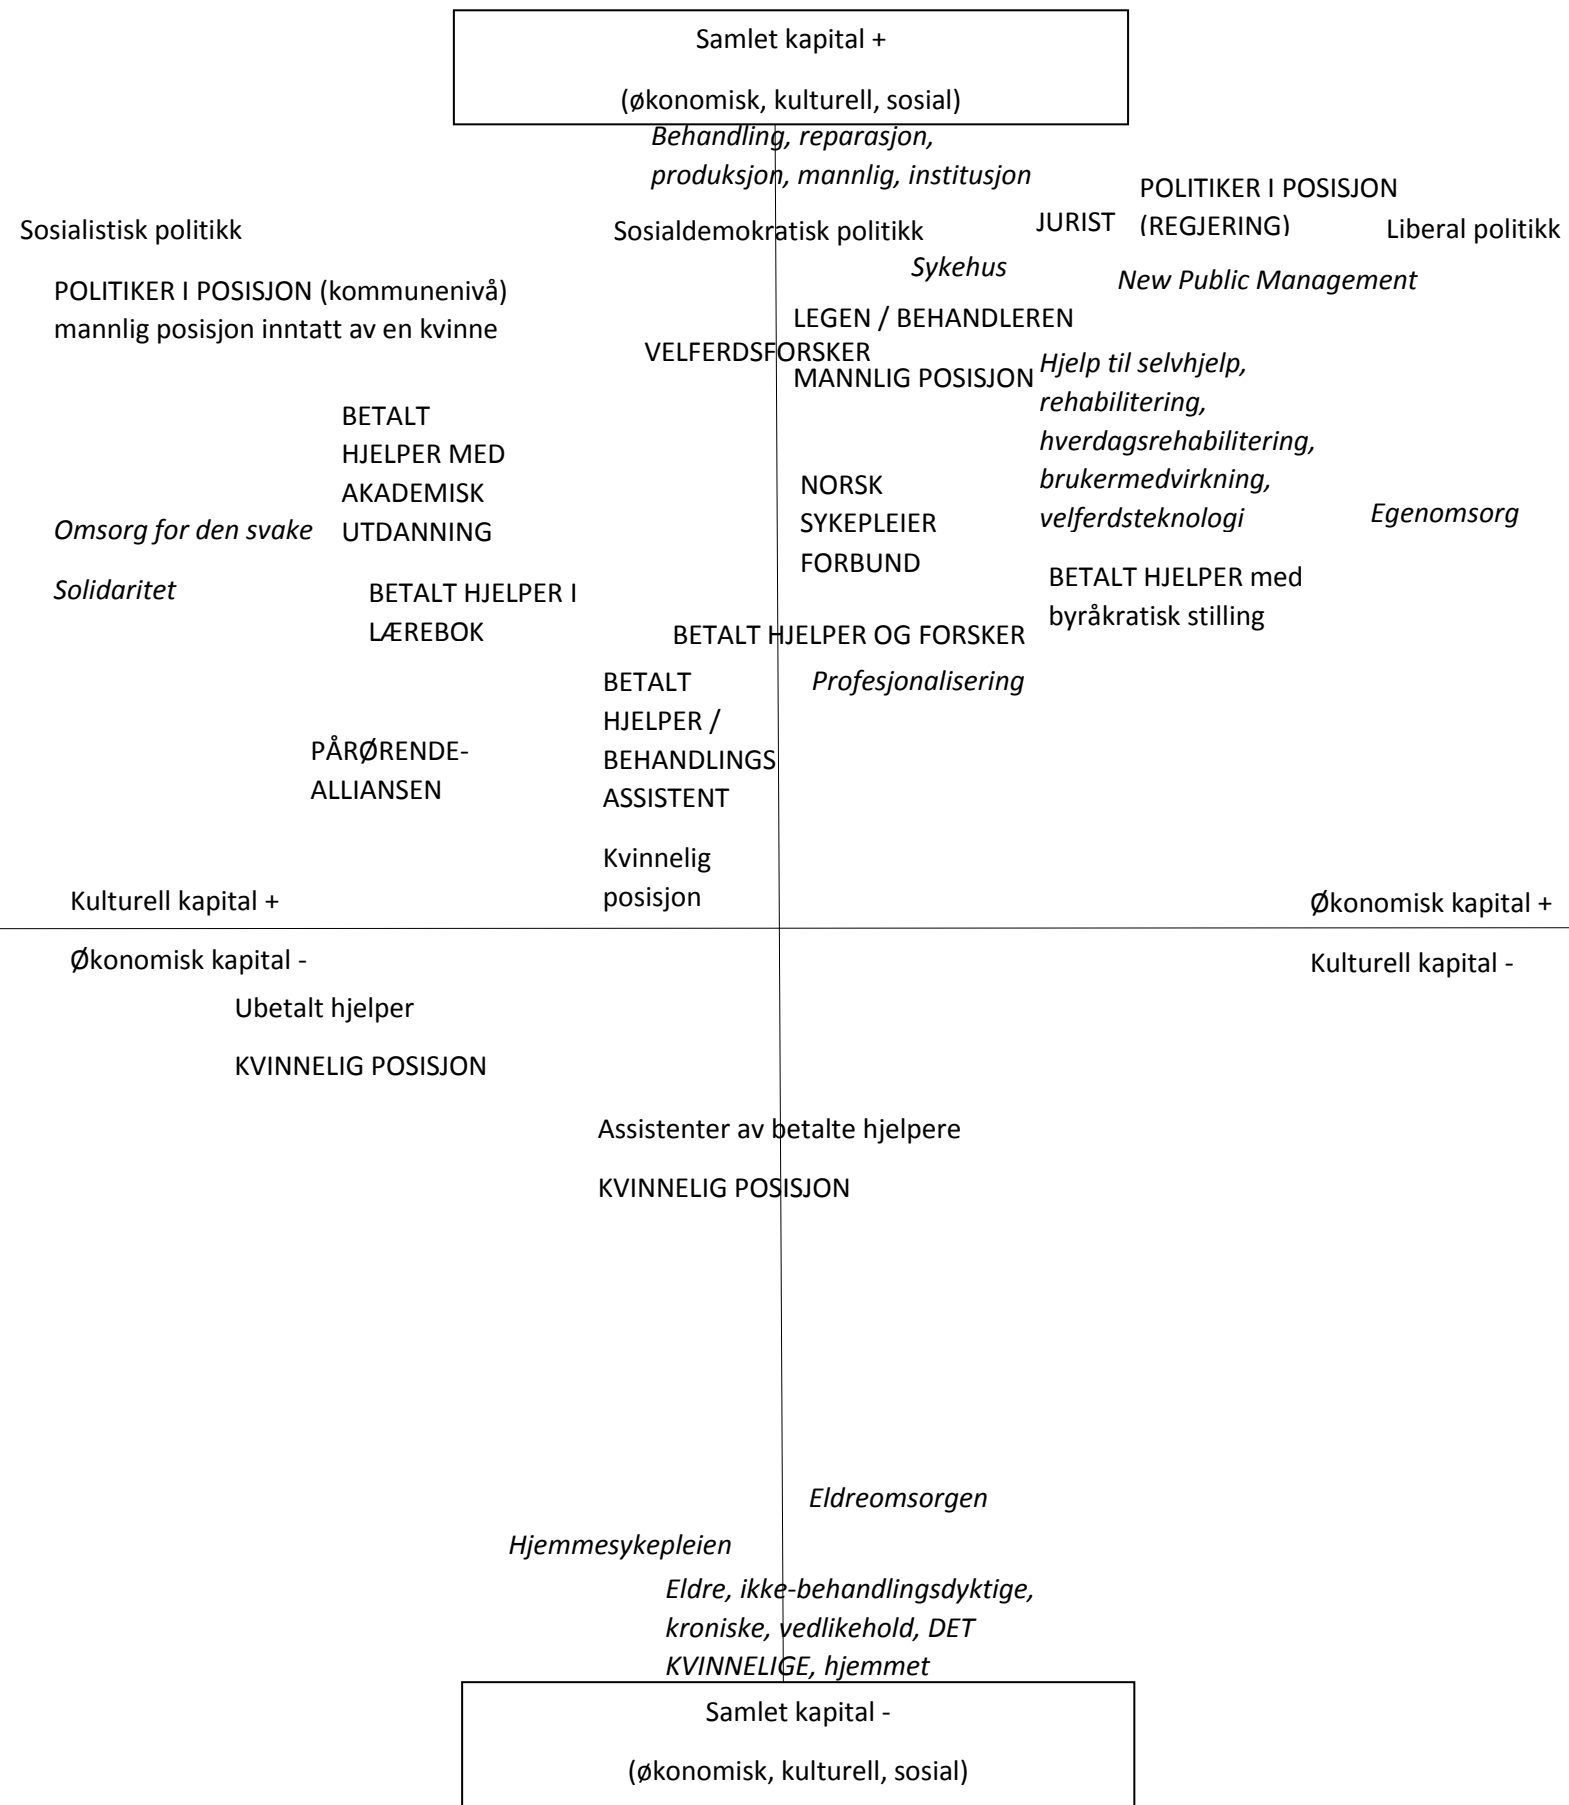 Samlet kapital +
(økonomisk, kulturell, sosial)
Behandling, reparasjon,
produksjon, mannlig, institusjon
Sosialistisk politikk
Sosialdemokratisk politikk
JURIST
POLITIKER I POSISJON
(REGJERING)
Liberal politikk
Sykehus
New Public Management
POLITIKER I POSISJON (kommunenivå)
mannlig posisjon inntatt av en kvinne
LEGEN / BEHANDLEREN
MANNLIG POSISJON
VELFERDSFORSKER
Hjelp til selvhjelp,
rehabilitering,
hverdagsrehabilitering,
brukermedvirkning,
velferdsteknologi
BETALT
HJELPER MED
AKADEMISK
UTDANNING
NORSK
SYKEPLEIER
FORBUND
Egenomsorg
Omsorg for den svake
Solidaritet
BETALT HJELPER I
LÆREBOK
BETALT HJELPER med
byråkratisk stilling
BETALT HJELPER OG FORSKER
Profesjonalisering
BETALT
HJELPER /
BEHANDLINGS
ASSISTENT
Kvinnelig
posisjon
PÅRØRENDE-
ALLIANSEN
Kulturell kapital +
Økonomisk kapital +
Økonomisk kapital -
Kulturell kapital -
Ubetalt hjelper
KVINNELIG POSISJON
Assistenter av betalte hjelpere
KVINNELIG POSISJON
Eldreomsorgen
Hjemmesykepleien
Eldre, ikke-behandlingsdyktige,
kroniske, vedlikehold, DET
KVINNELIGE, hjemmet
Samlet kapital -
(økonomisk, kulturell, sosial)